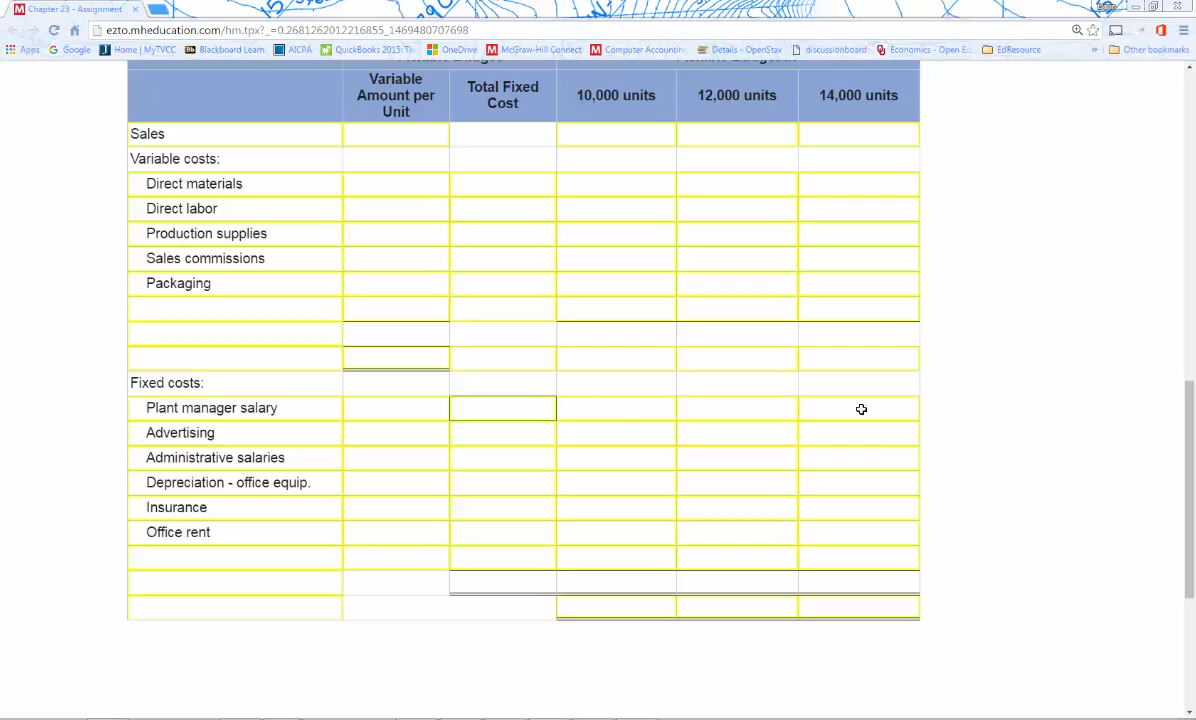 Chapter 23 - Assignment
ezto.mheducation.com/hm.tpx?_=0.2681262012216855_1469480707698
Apps Google Home | MyTVCC Blackboard Learn AICPA QuickBooks 2015: The OneDrive McGraw-Hill Connect Computer Accounting Details - OpenStax discussionboard Economics - Open E... EdResource » Other bookmarks
Variable Amount per Unit
Total Fixed Cost
10,000 units
12,000 units
14,000 units
Sales
Variable costs:
Direct materials
Direct labor
Production supplies
Sales commissions
Packaging
Fixed costs:
Plant manager salary
Advertising
Administrative salaries
Depreciation - office equip.
Insurance
Office rent